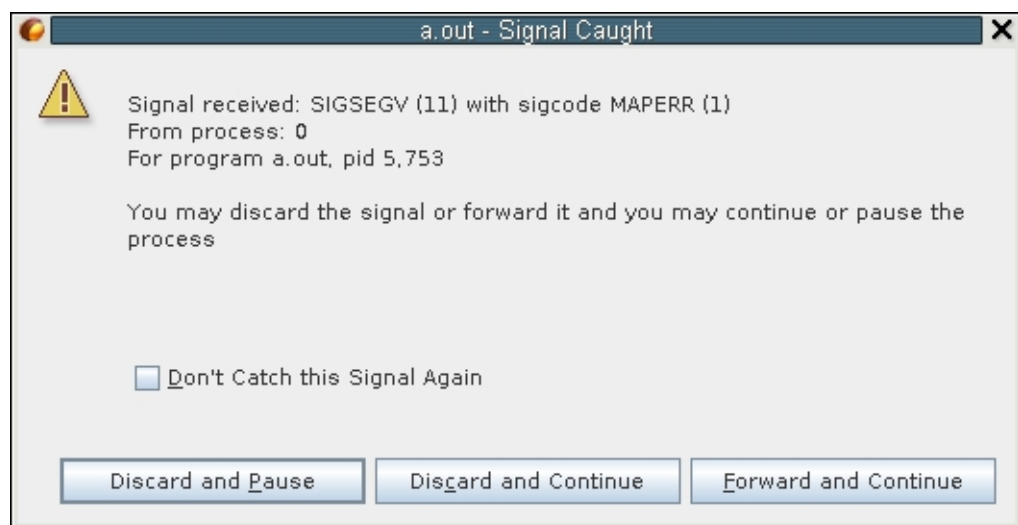 a.out - Signal Caught
Signal received: SIGSEGV (11) with sigcode MAPERR (1)
From process: 0
For program a.out, pid 5,753
You may discard the signal or forward it and you may continue or pause the
process
Don't Catch this Signal Again
Discard and Pause
Discard and Continue
Forward and Continue